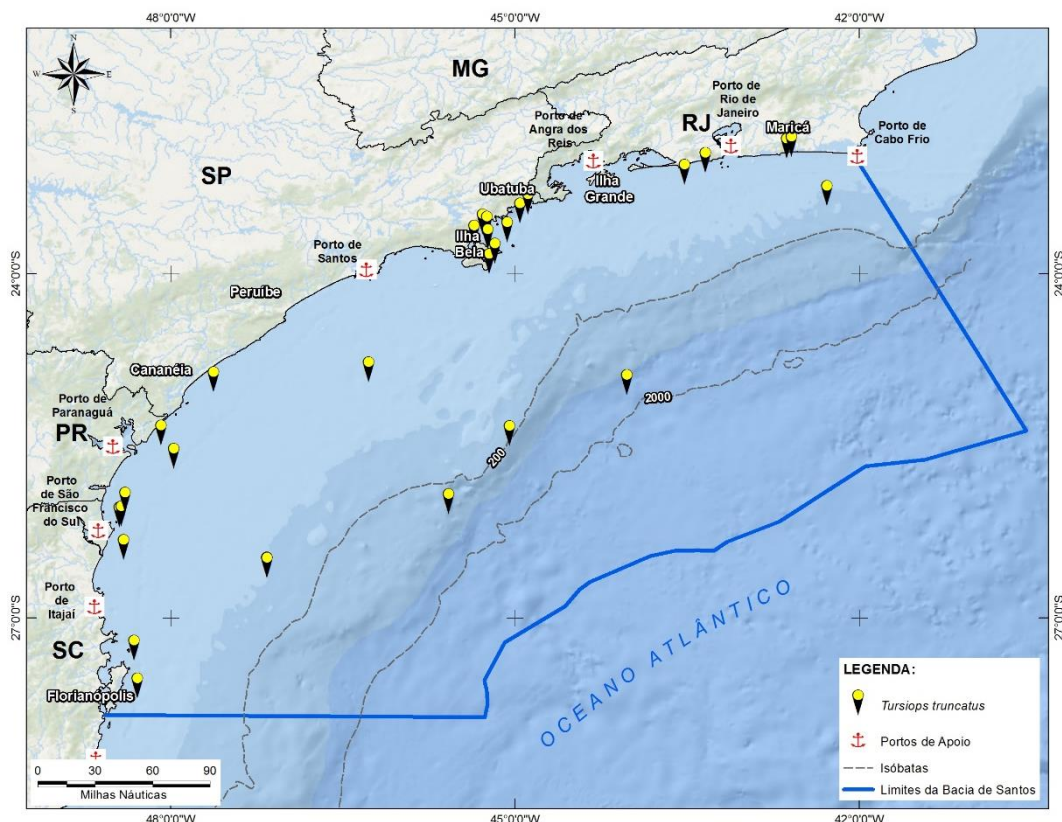 48°0'0"W
45°0'0"W
42°0'0"W
N
W
E
S
MG
SP
RJ
PR
SC
Porto de
Rio de
Janeiro
Maricá
Porto de
Cabo Frio
Porto de
Angra dos
Reis
Ilha
Grande
Ubatuba
Ilha
Bela
Porto de
Santos
Peruíbe
Cananéia
Porto de
Paranaguá
Porto
de São
Francisco
do Sul
Porto
de
Itajaí
Florianópolis
24°0'0"S
24°0'0"S
27°0'0"S
27°0'0"S
200
2000
OCEANO ATLÂNTICO
LEGENDA:
Tursiops truncatus
Portos de Apoio
Isóbatas
Limites da Bacia de Santos
0 30 60 90
Milhas Náuticas
48°0'0"W
45°0'0"W
42°0'0"W